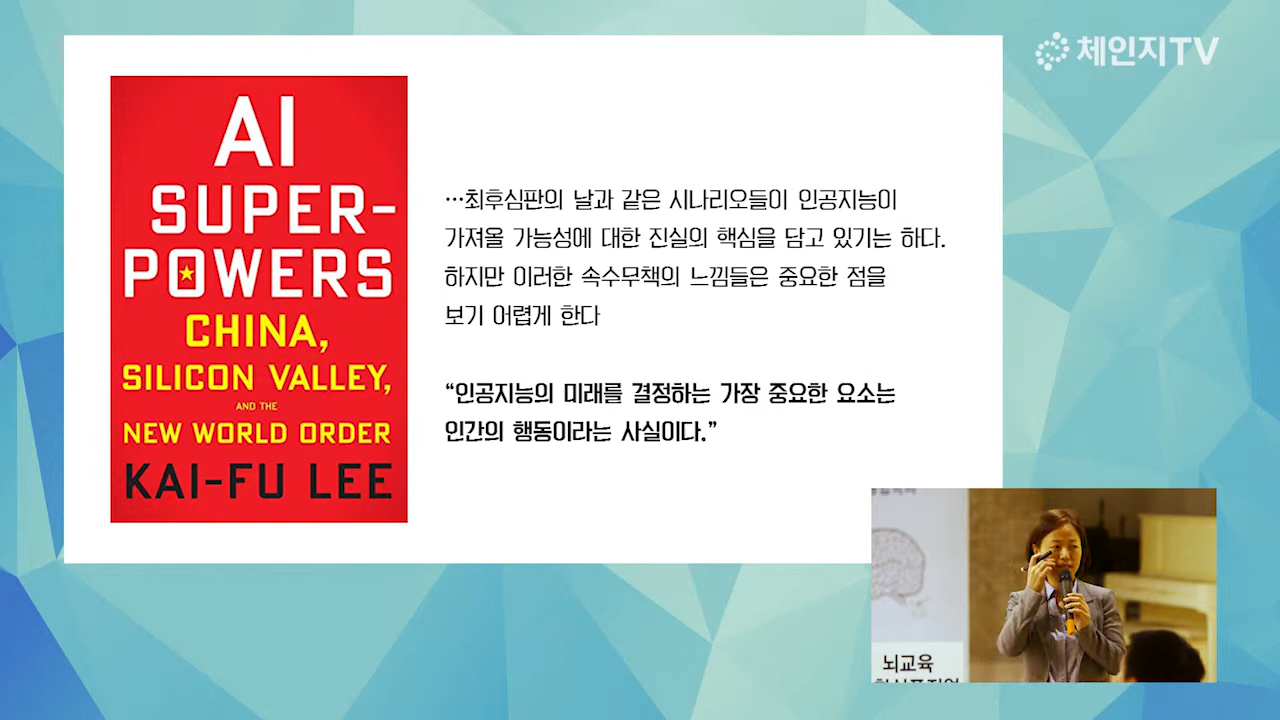 체인지TV
AI
SUPER-
POWERS
CHINA,
SILICON VALLEY,
AND THE
NEW WORLD ORDER
KAI-FU LEE
…최후심판의 날과 같은 시나리오들이 인공지능이
가져올 가능성에 대한 진실의 핵심을 담고 있기는 하다.
하지만 이러한 속수무책의 느낌들은 중요한 점을
보기 어렵게 한다
“인공지능의 미래를 결정하는 가장 중요한 요소는
인간의 행동이라는 사실이다.”
뇌교육